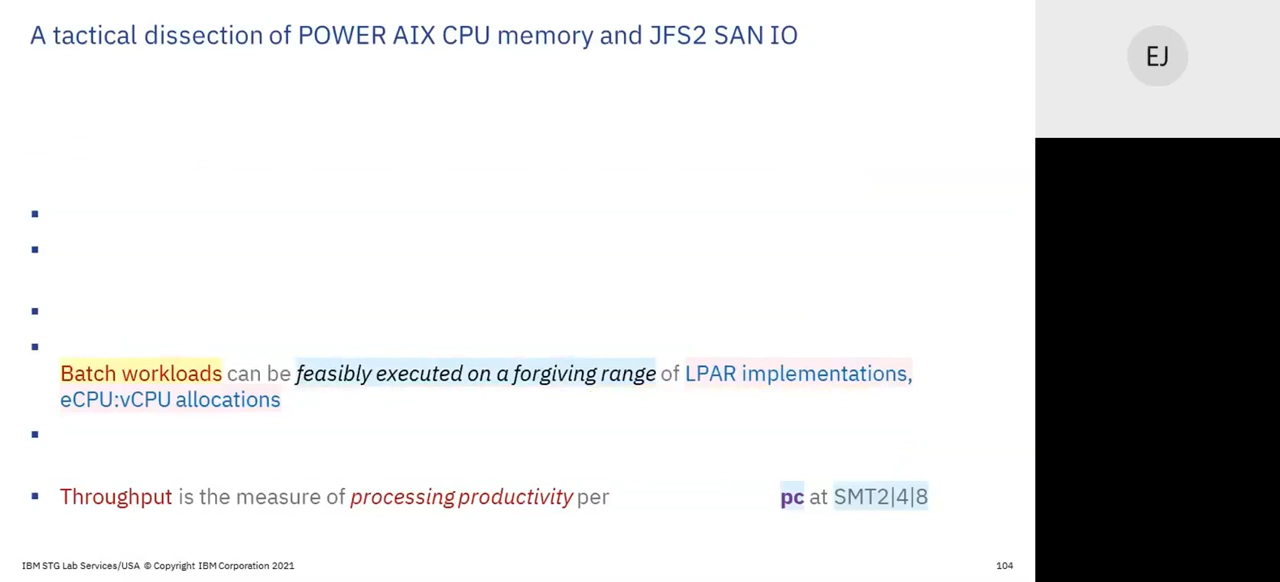 A tactical dissection of POWER AIX CPU memory and JFS2 SAN IO
EJ
Batch workloads can be feasibly executed on a forgiving range of LPAR implementations,
eCPU:vCPU allocations
Throughput is the measure of processing productivity per pc at SMT2|4|8
IBM STG Lab Services/USA © Copyright IBM Corporation 2021
104